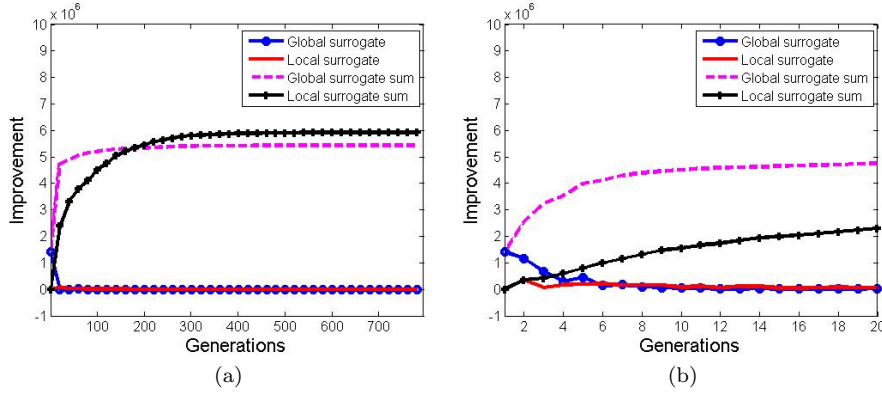 × 10^6
10
9
8
7
6
5
4
3
2
1
0
-1
Improvement
Global surrogate
Local surrogate
Global surrogate sum
Local surrogate sum
100 200 300 400 500 600 700
Generations
(a)
× 10^6
10
9
8
7
6
5
4
3
2
1
0
-1
Improvement
Global surrogate
Local surrogate
Global surrogate sum
Local surrogate sum
2 4 6 8 10 12 14 16 18 20
Generations
(b)